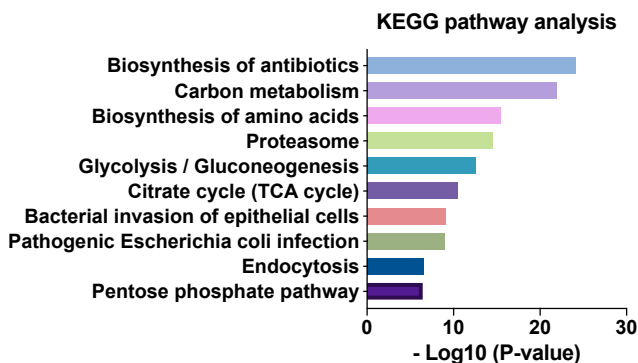 KEGG pathway analysis
Biosynthesis of antibiotics
Carbon metabolism
Biosynthesis of amino acids
Proteasome
Glycolysis / Gluconeogenesis
Citrate cycle (TCA cycle)
Bacterial invasion of epithelial cells
Pathogenic Escherichia coli infection
Endocytosis
Pentose phosphate pathway
0 10 20 30
- Log10 (P-value)